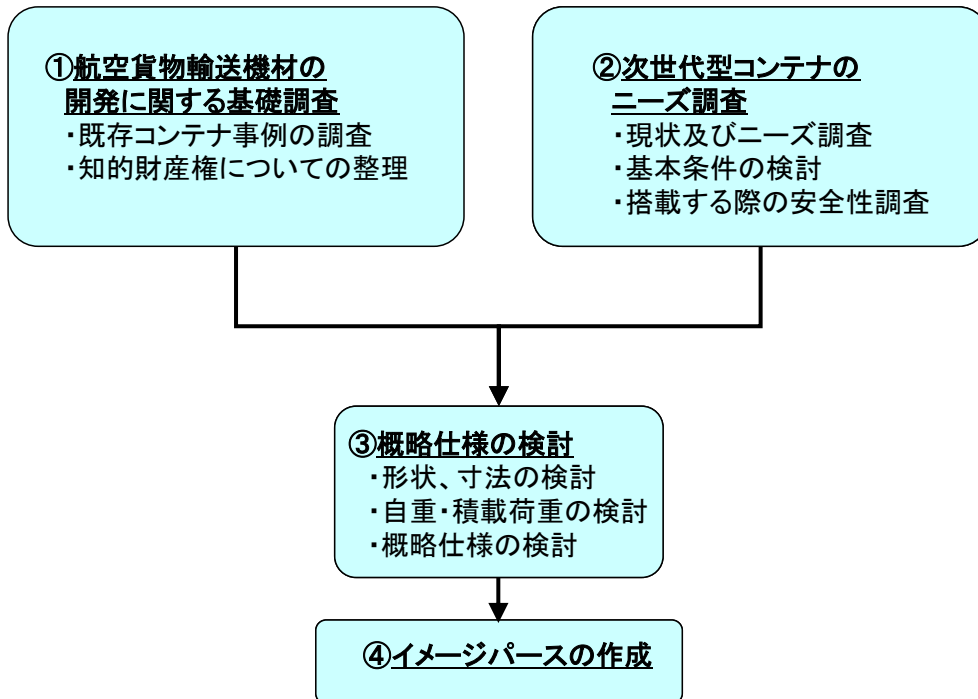 ①航空貨物輸送機材の
開発に関する基礎調査
・既存コンテナ事例の調査
・知的財産権についての整理
②次世代型コンテナの
ニーズ調査
・現状及びニーズ調査
・基本条件の検討
・搭載する際の安全性調査
③概略仕様の検討
・形状、寸法の検討
・自重・積載荷重の検討
・概略仕様の検討
④イメージパースの作成